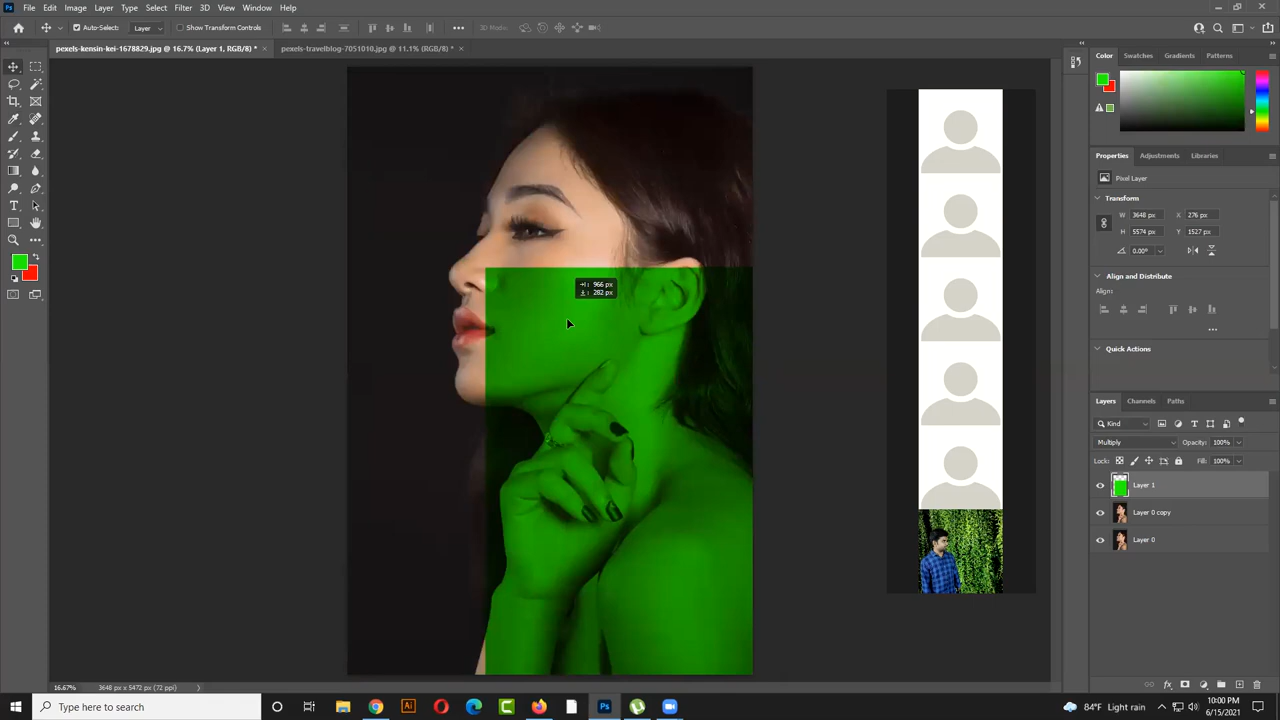 File Edit Image Layer Type Select Filter 3D View Window Help
Auto-Select: Layer Show Transform Controls 3D Mode:
pexels-kensin-kei-1678829.jpg @ 16.7% (Layer 1, RGB/8) * × pexels-travelblog-7051010.jpg @ 11.1% (RGB/8) * ×
Color Swatches Gradients Patterns
Properties Adjustments Libraries
Pixel Layer
Transform
W 3648 px X 276 px
H 5574 px Y 1527 px
0.00°
Align and Distribute
Align:
Quick Actions
966 px
282 px
Layers Channels Paths
Kind
Multiply Opacity: 100%
Lock: Fill: 100%
Layer 1
Layer 0 copy
Layer 0
16.67% 3648 px x 5472 px (72 ppi)
Type here to search
84°F Light rain
10:00 PM
6/15/2021